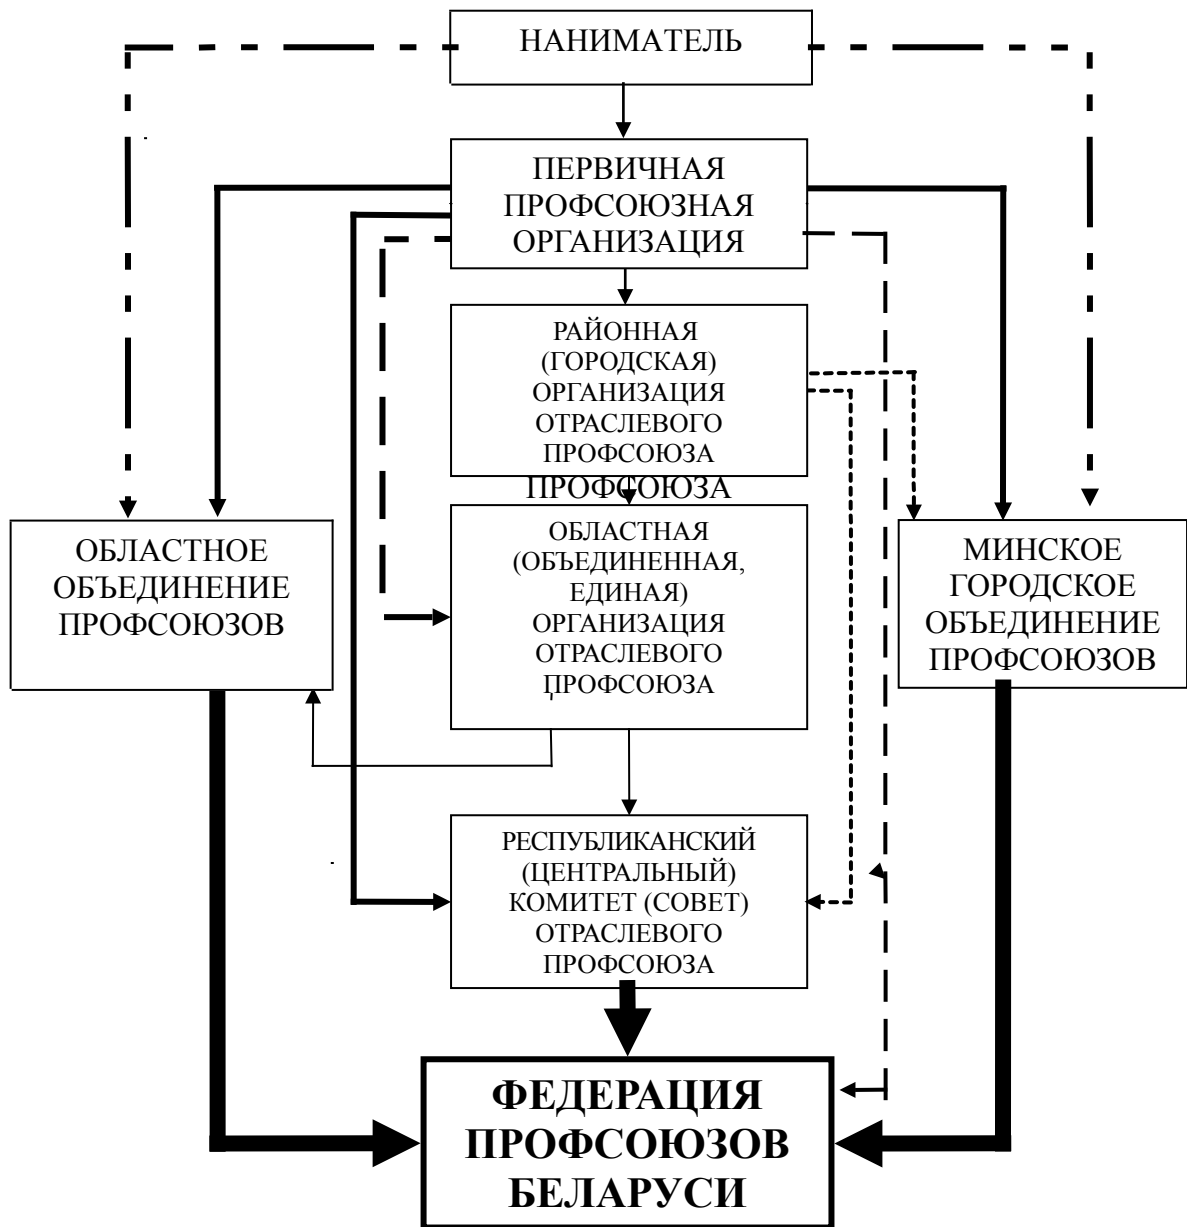 НАНИМАТЕЛЬ
ПЕРВИЧНАЯ
ПРОФСОЮЗНАЯ
ОРГАНИЗАЦИЯ
РАЙОННАЯ
(ГОРОДСКАЯ)
ОРГАНИЗАЦИЯ
ОТРАСЛЕВОГО
ПРОФСОЮЗА
ПРОФСОЮЗА
ОБЛАСТНОЕ
ОБЪЕДИНЕНИЕ
ПРОФСОЮЗОВ
ОБЛАСТНАЯ
(ОБЪЕДИНЕННАЯ,
ЕДИНАЯ)
ОРГАНИЗАЦИЯ
ОТРАСЛЕВОГО
ПРОФСОЮЗА
МИНСКОЕ
ГОРОДСКОЕ
ОБЪЕДИНЕНИЕ
ПРОФСОЮЗОВ
РЕСПУБЛИКАНСКИЙ
(ЦЕНТРАЛЬНЫЙ)
КОМИТЕТ (СОВЕТ)
ОТРАСЛЕВОГО
ПРОФСОЮЗА
ФЕДЕРАЦИЯ
ПРОФСОЮЗОВ
БЕЛАРУСИ